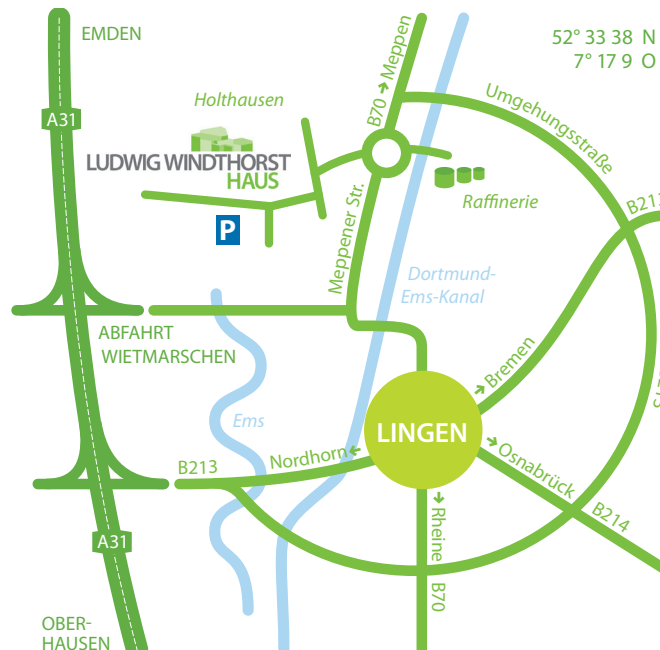 EMDEN
52° 33 38 N
7° 17 9 O
A31
Holthausen
B70 → Meppen
Umgehungsstraße
LUDWIG WINDTHORST
HAUS
P
Raffinerie
B213
Meppener Str.
Dortmund-
Ems-Kanal
ABFAHRT
WIETMARSCHEN
→ Bremen
Ems
LINGEN
B213
Nordhorn
→ Osnabrück
B214
→ Rheine
B70
A31
OBER-
HAUSEN